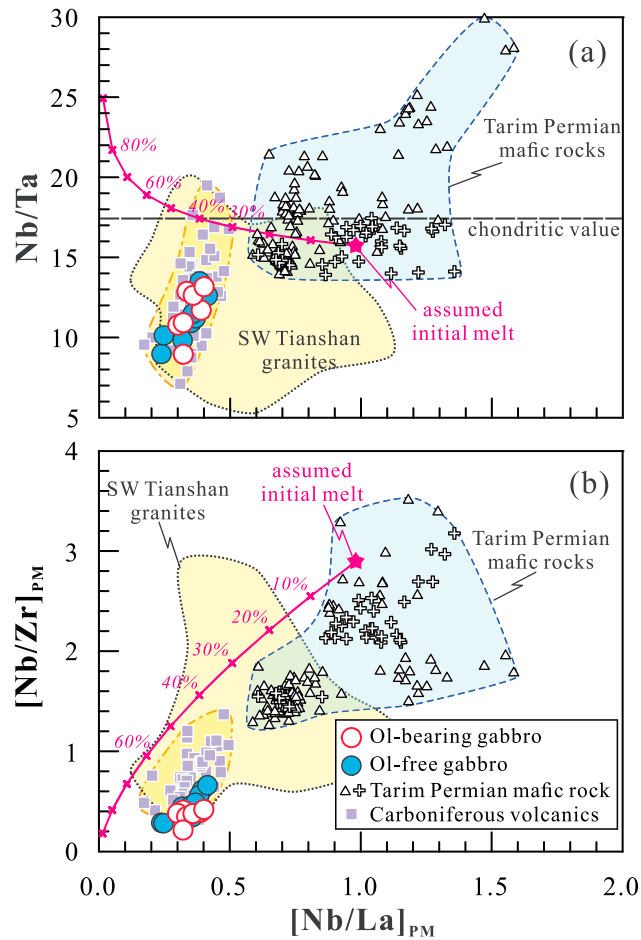 30
(a)
25
80%
Tarim Permian
mafic rocks
20
60%
40%
30%
chondritic value
Nb/Ta
15
assumed
initial melt
10
SW Tianshan
granites
5
4
SW Tianshan
granites
assumed
initial melt
(b)
Tarim Permian
mafic rocks
3
10%
20%
30%
2
40%
[Nb/Zr]PM
60%
1
Ol-bearing gabbro
Ol-free gabbro
Tarim Permian mafic rock
Carboniferous volcanics
0
0.0 0.5 1.0 1.5 2.0
[Nb/La]PM